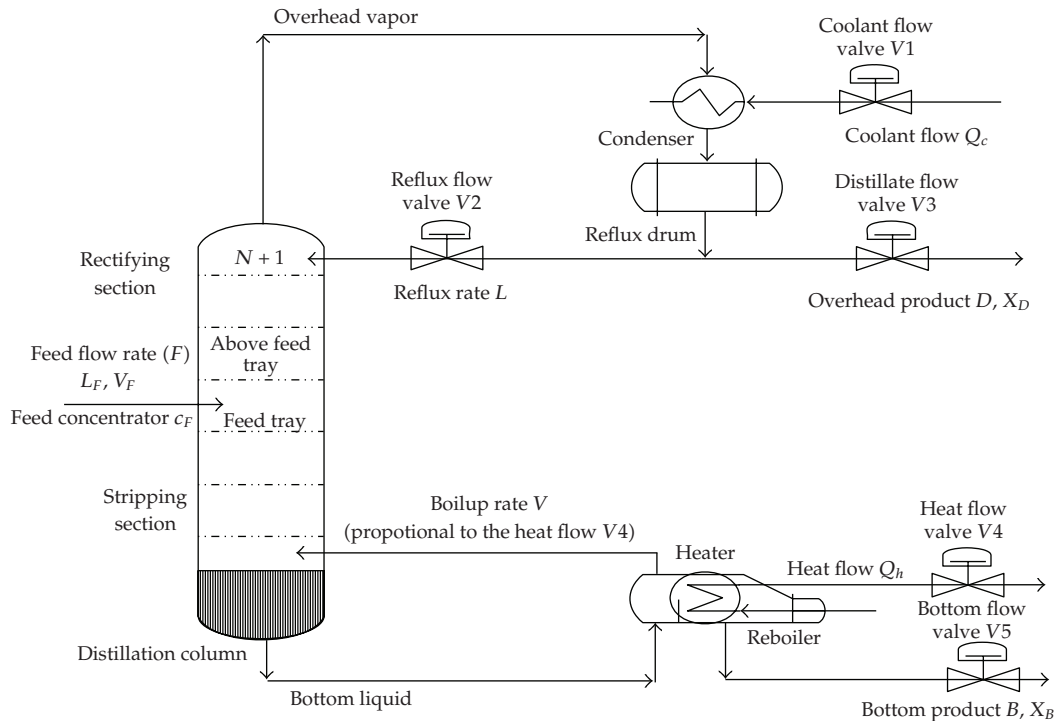 Overhead vapor
Coolant flow
valve V1
Condenser
Coolant flow Q_c
Reflux flow
valve V2
Distillate flow
valve V3
Reflux drum
Rectifying
section
N + 1
Reflux rate L
Overhead product D, X_D
Feed flow rate (F)
L_F, V_F
Feed concentrator c_F
Above feed
tray
Feed tray
Stripping
section
Boilup rate V
(propotional to the heat flow V4)
Heater
Heat flow
valve V4
Heat flow Q_h
Reboiler
Bottom flow
valve V5
Distillation column
Bottom liquid
Bottom product B, X_B